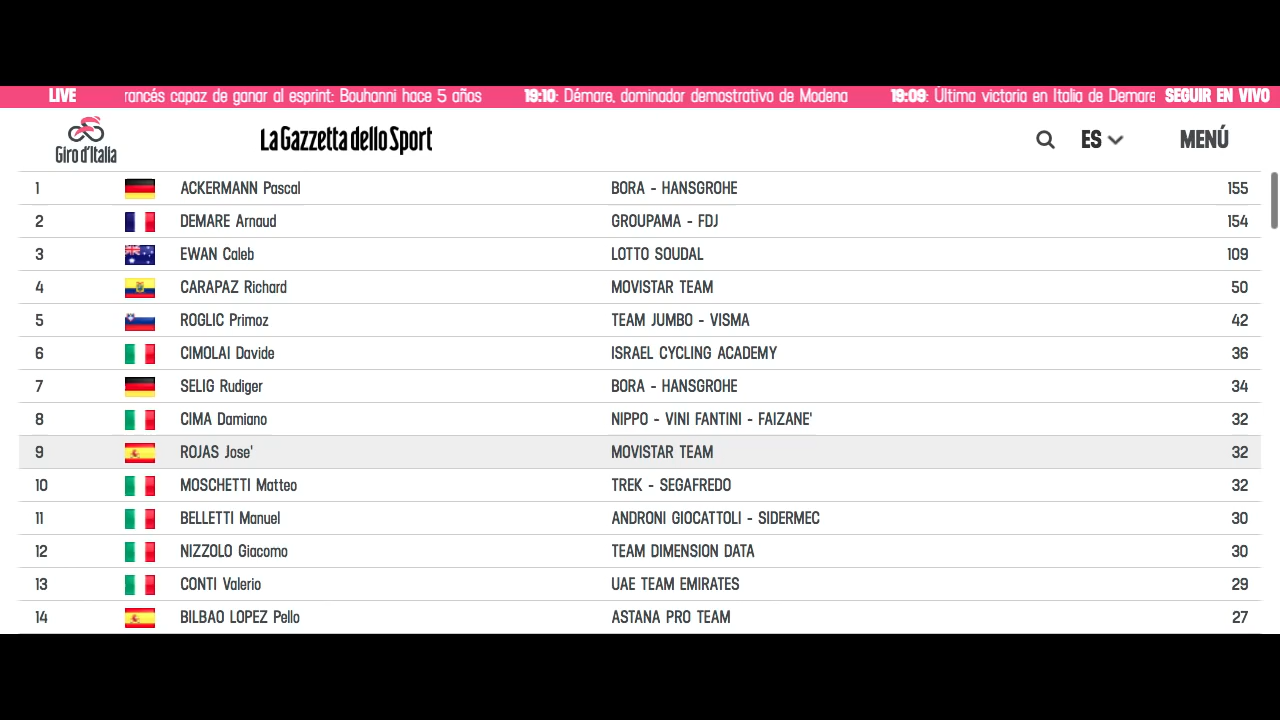 LIVE rancés capaz de ganar al esprint: Bouhanni hace 5 años 19:10: Démare, dominador demostrativo de Modena 19:09: Última victoria en Italia de Demare SEGUIR EN VIVO
Giro d'Italia La Gazzetta dello Sport ES MENÚ
1 ACKERMANN Pascal BORA - HANSGROHE 155
2 DEMARE Arnaud GROUPAMA - FDJ 154
3 EWAN Caleb LOTTO SOUDAL 109
4 CARAPAZ Richard MOVISTAR TEAM 50
5 ROGLIC Primoz TEAM JUMBO - VISMA 42
6 CIMOLAI Davide ISRAEL CYCLING ACADEMY 36
7 SELIG Rudiger BORA - HANSGROHE 34
8 CIMA Damiano NIPPO - VINI FANTINI - FAIZANE' 32
9 ROJAS Jose' MOVISTAR TEAM 32
10 MOSCHETTI Matteo TREK - SEGAFREDO 32
11 BELLETTI Manuel ANDRONI GIOCATTOLI - SIDERMEC 30
12 NIZZOLO Giacomo TEAM DIMENSION DATA 30
13 CONTI Valerio UAE TEAM EMIRATES 29
14 BILBAO LOPEZ Pello ASTANA PRO TEAM 27